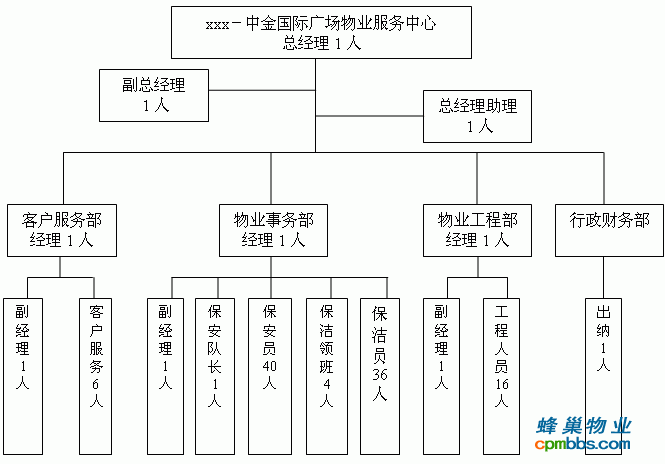 xxx－中金国际广场物业服务中心
总经理 1 人
副总经理
1 人
总经理助理
1 人
客户服务部
经理 1 人
物业事务部
经理 1 人
物业工程部
经理 1 人
行政财务部
副经理1人
客户服务6人
副经理1人
保安队长1人
保安员40人
保洁领班4人
保洁员36人
副经理1人
工程人员16人
出纳1人
蜂巢物业
cpmbbs.com